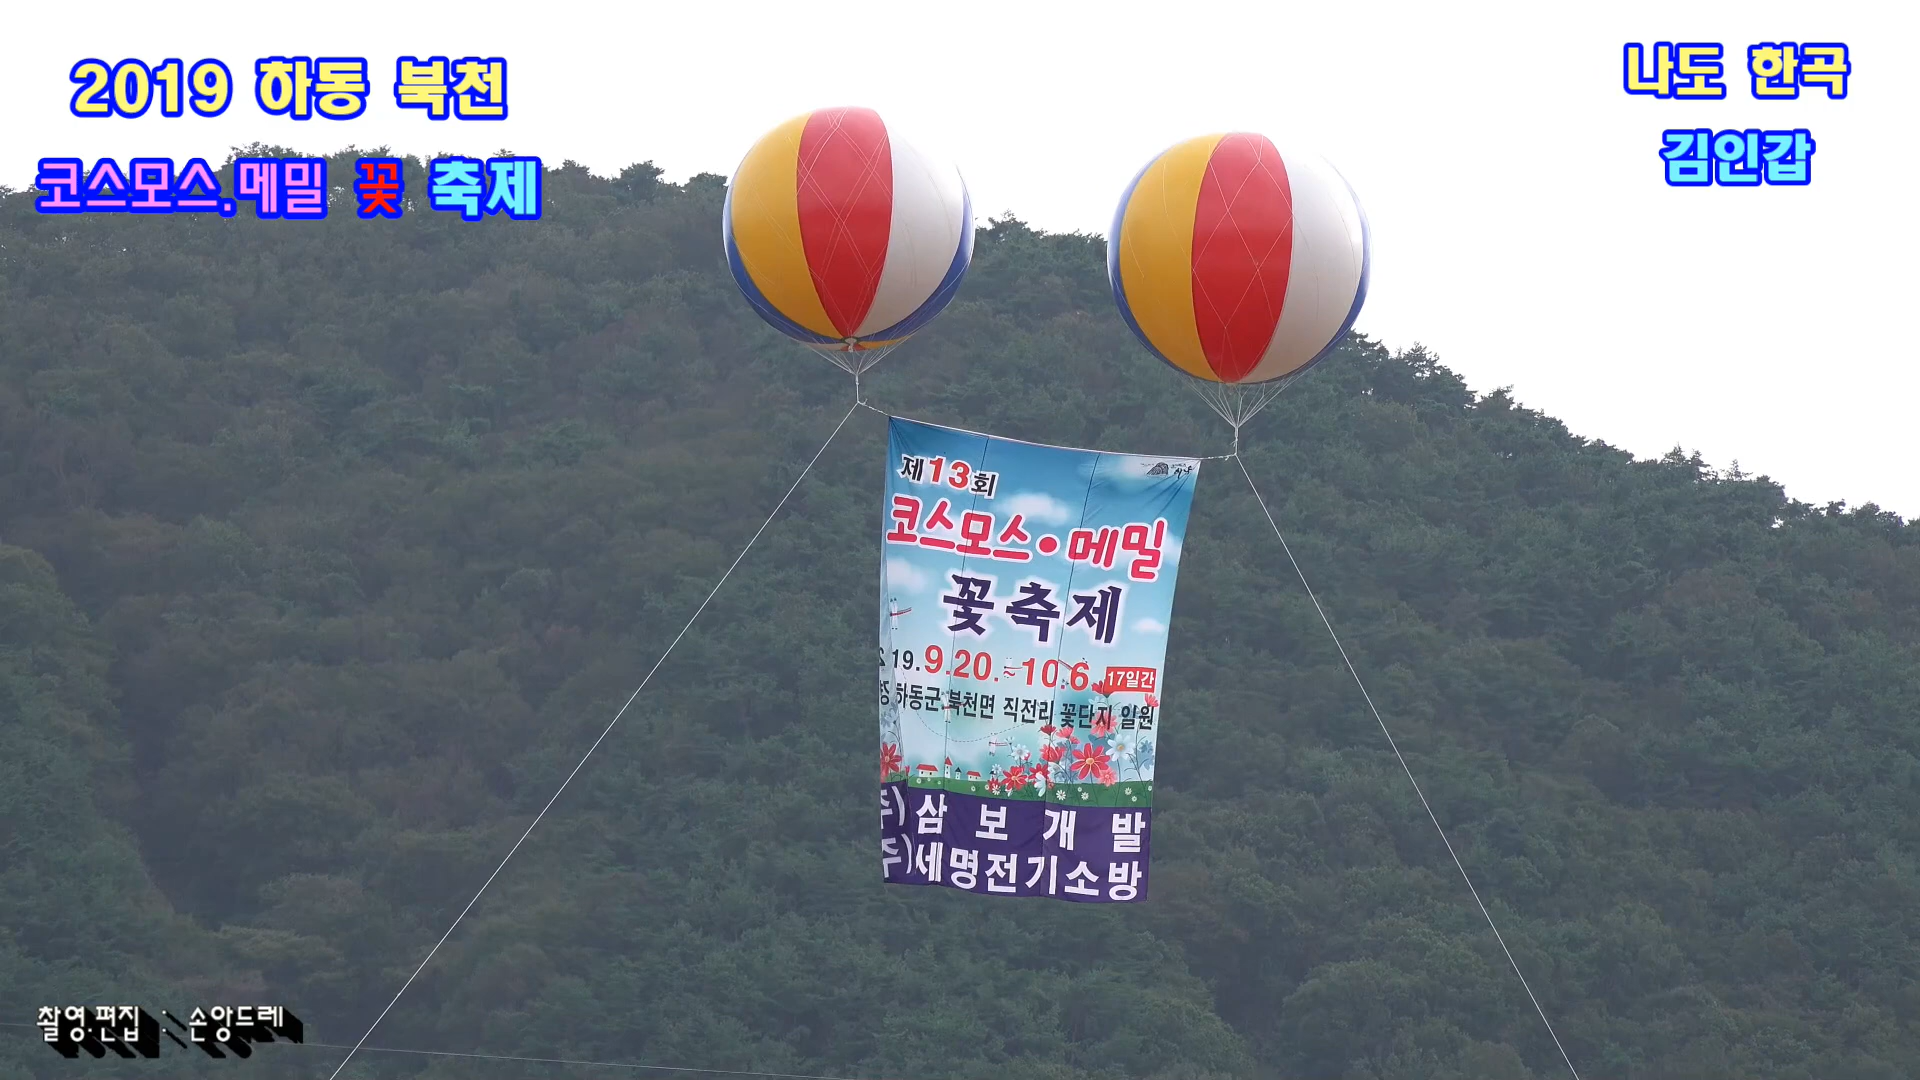 2019 하동 북천
코스모스.메밀 꽃 축제
나도 한곡
김인갑
제13회
코스모스•메밀
꽃축제
19.9.20.~10.6. 17일간
하동군 북천면 직전리 꽃단지 일원
주)삼보개발
주)세명전기소방
촬영.편집 : 손앙드레